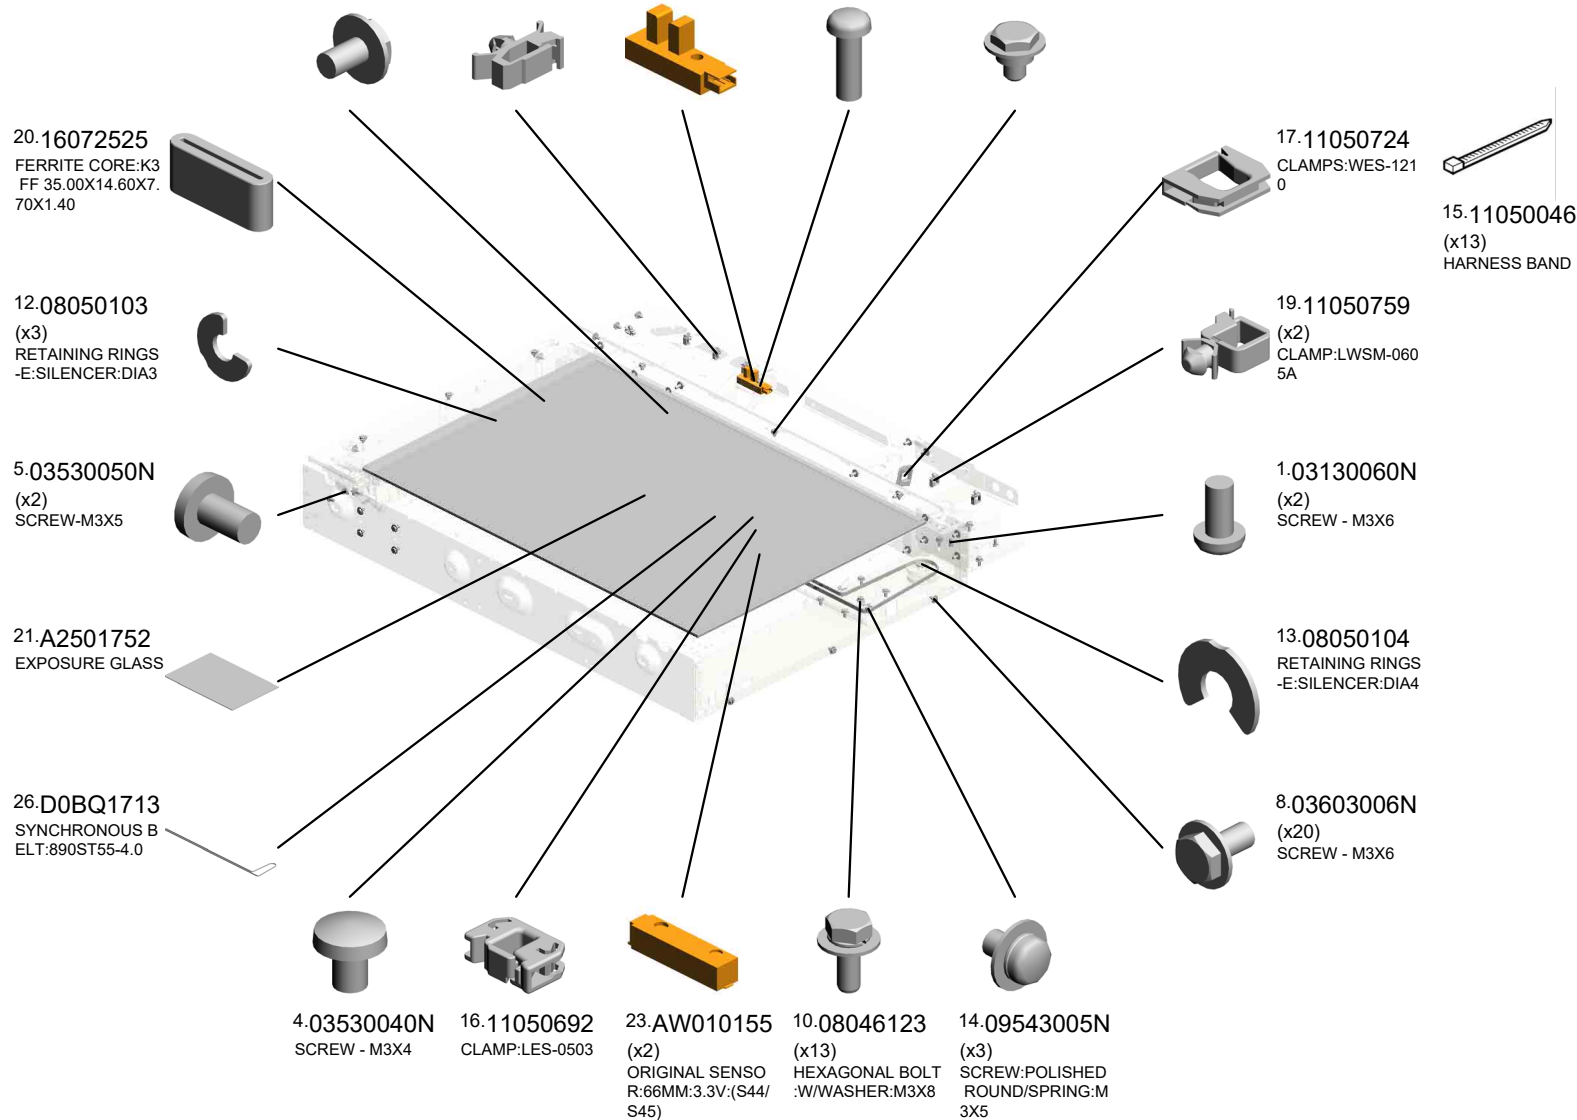 20.16072525
FERRITE CORE:K3
FF 35.00X14.60X7.
70X1.40
12.08050103
(x3)
RETAINING RINGS
-E:SILENCER:DIA3
5.03530050N
(x2)
SCREW-M3X5
21.A2501752
EXPOSURE GLASS
26.D0BQ1713
SYNCHRONOUS B
ELT:890ST55-4.0
17.11050724
CLAMPS:WES-121
0
15.11050046
(x13)
HARNESS BAND
19.11050759
(x2)
CLAMP:LWSM-060
5A
1.03130060N
(x2)
SCREW - M3X6
13.08050104
RETAINING RINGS
-E:SILENCER:DIA4
8.03603006N
(x20)
SCREW - M3X6
4.03530040N
SCREW - M3X4
16.11050692
CLAMP:LES-0503
23.AW010155
(x2)
ORIGINAL SENSO
R:66MM:3.3V:(S44/
S45)
10.08046123
(x13)
HEXAGONAL BOLT
:W/WASHER:M3X8
14.09543005N
(x3)
SCREW:POLISHED
ROUND/SPRING:M
3X5